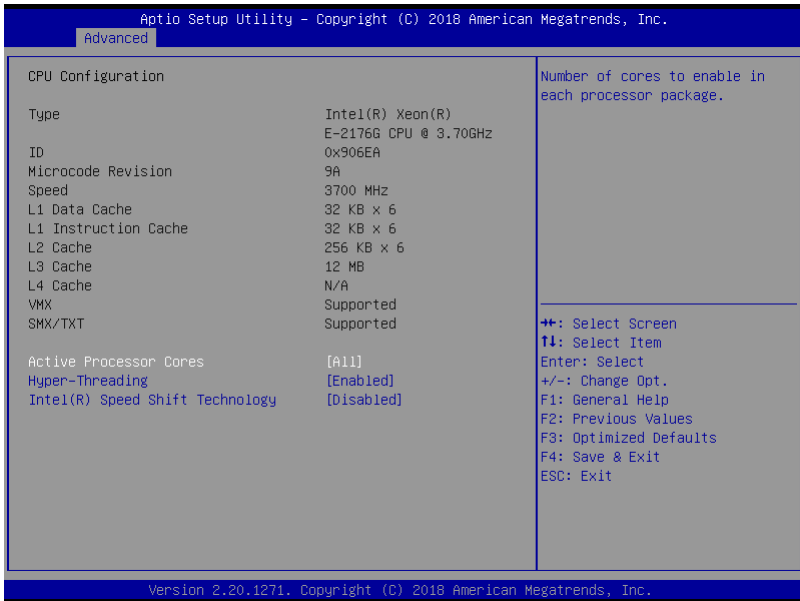 Aptio Setup Utility – Copyright (C) 2018 American Megatrends, Inc.
Advanced
CPU Configuration
Type Intel(R) Xeon(R)
E-2176G CPU @ 3.70GHz
ID 0x906EA
Microcode Revision 9A
Speed 3700 MHz
L1 Data Cache 32 KB x 6
L1 Instruction Cache 32 KB x 6
L2 Cache 256 KB x 6
L3 Cache 12 MB
L4 Cache N/A
VMX Supported
SMX/TXT Supported
Active Processor Cores [All]
Hyper-Threading [Enabled]
Intel(R) Speed Shift Technology [Disabled]
Number of cores to enable in
each processor package.
→←: Select Screen
↑↓: Select Item
Enter: Select
+/-: Change Opt.
F1: General Help
F2: Previous Values
F3: Optimized Defaults
F4: Save & Exit
ESC: Exit
Version 2.20.1271. Copyright (C) 2018 American Megatrends, Inc.